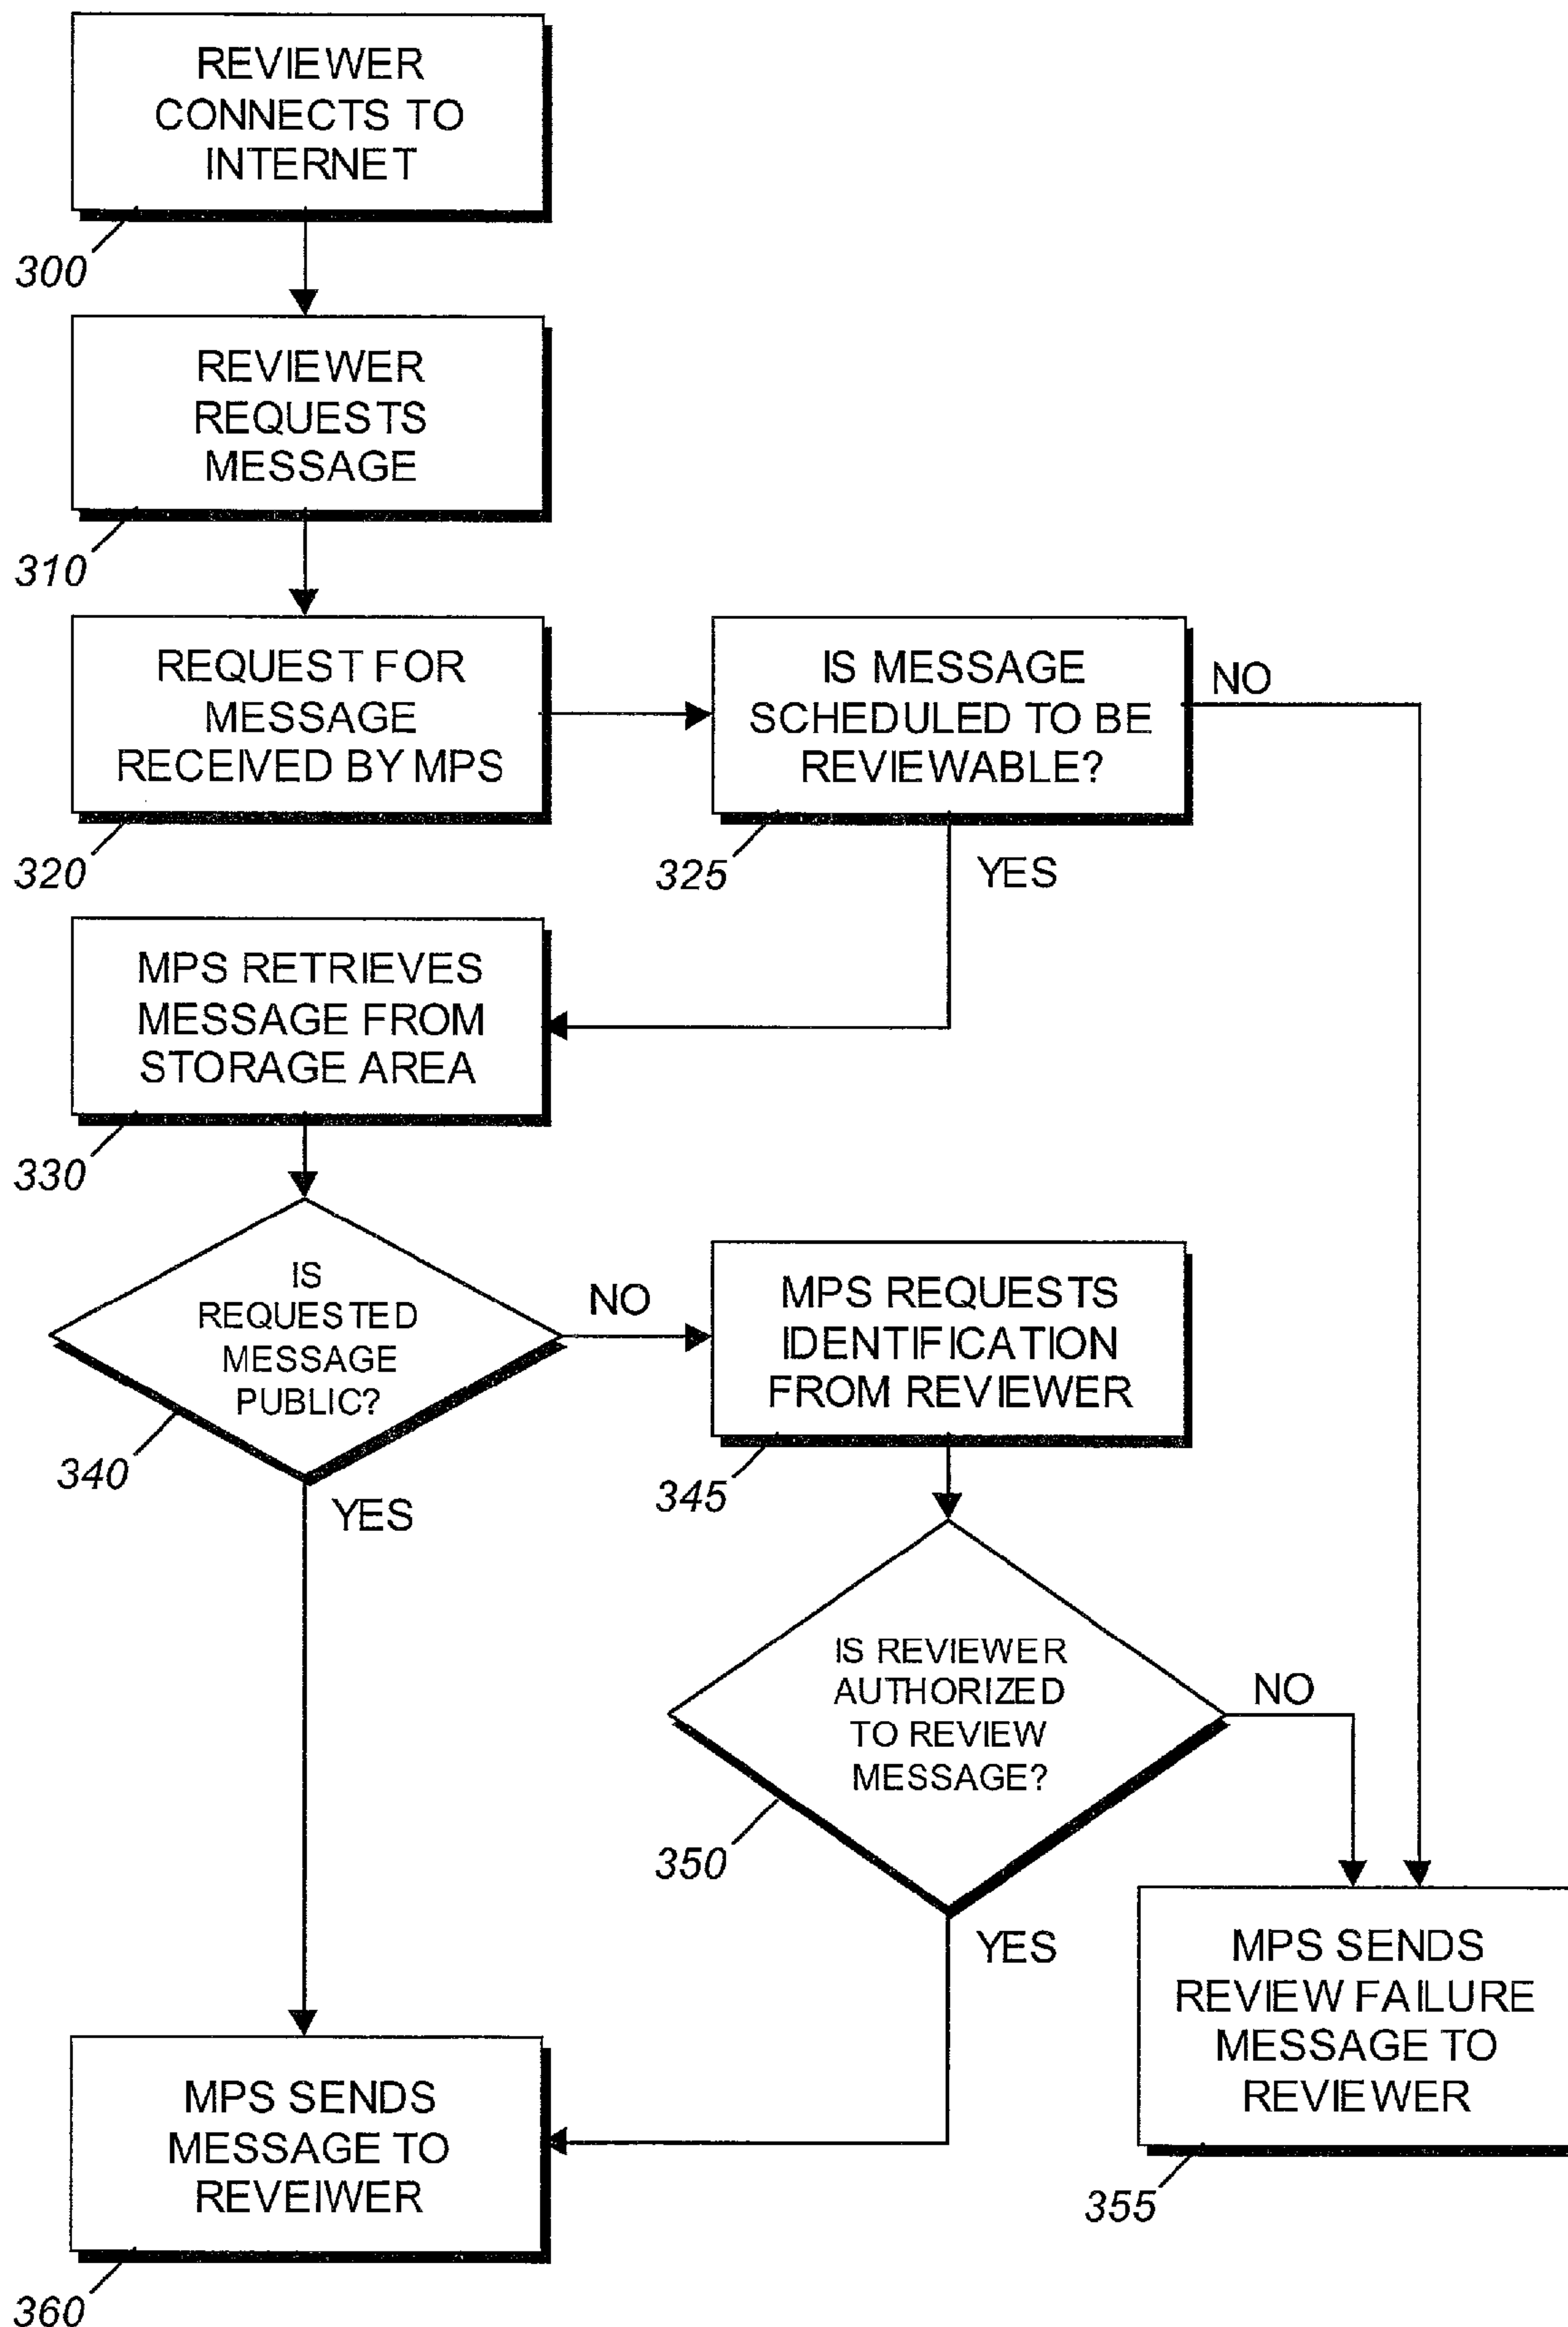 REVIEWER
CONNECTS TO
INTERNET
300
REVIEWER
REQUESTS
MESSAGE
310
REQUEST FOR
MESSAGE
RECEIVED BY MPS
320
IS MESSAGE
SCHEDULED TO BE
REVIEWABLE?
325
NO
YES
MPS RETRIEVES
MESSAGE FROM
STORAGE AREA
330
IS
REQUESTED
MESSAGE
PUBLIC?
340
NO
YES
MPS REQUESTS
IDENTIFICATION
FROM REVIEWER
345
IS REVIEWER
AUTHORIZED
TO REVIEW
MESSAGE?
350
NO
YES
MPS SENDS
REVIEW FAILURE
MESSAGE TO
REVIEWER
355
MPS SENDS
MESSAGE TO
REVEIWER
360